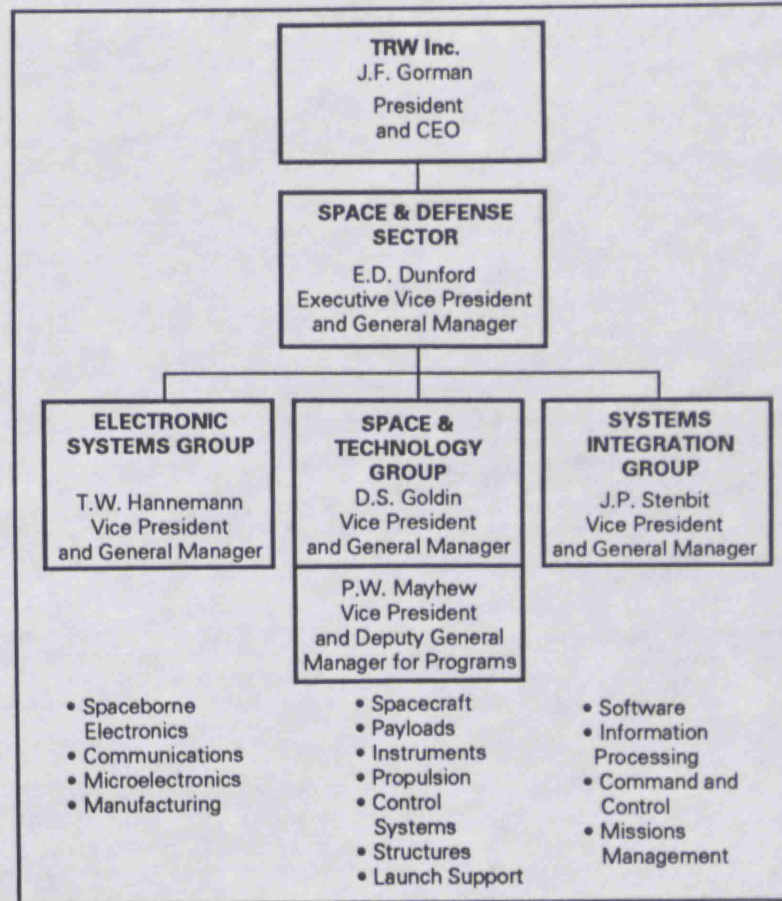 TRW Inc.
J.F. Gorman
President
and CEO
SPACE & DEFENSE
SECTOR
E.D. Dunford
Executive Vice President
and General Manager
ELECTRONIC
SYSTEMS GROUP
T.W. Hannemann
Vice President
and General Manager
SPACE &
TECHNOLOGY
GROUP
D.S. Goldin
Vice President
and General Manager
P.W. Mayhew
Vice President
and Deputy General
Manager for Programs
SYSTEMS
INTEGRATION
GROUP
J.P. Stenbit
Vice President
and General Manager
• Spaceborne
Electronics
• Communications
• Microelectronics
• Manufacturing
• Spacecraft
• Payloads
• Instruments
• Propulsion
• Control
Systems
• Structures
• Launch Support
• Software
• Information
Processing
• Command and
Control
• Missions
Management